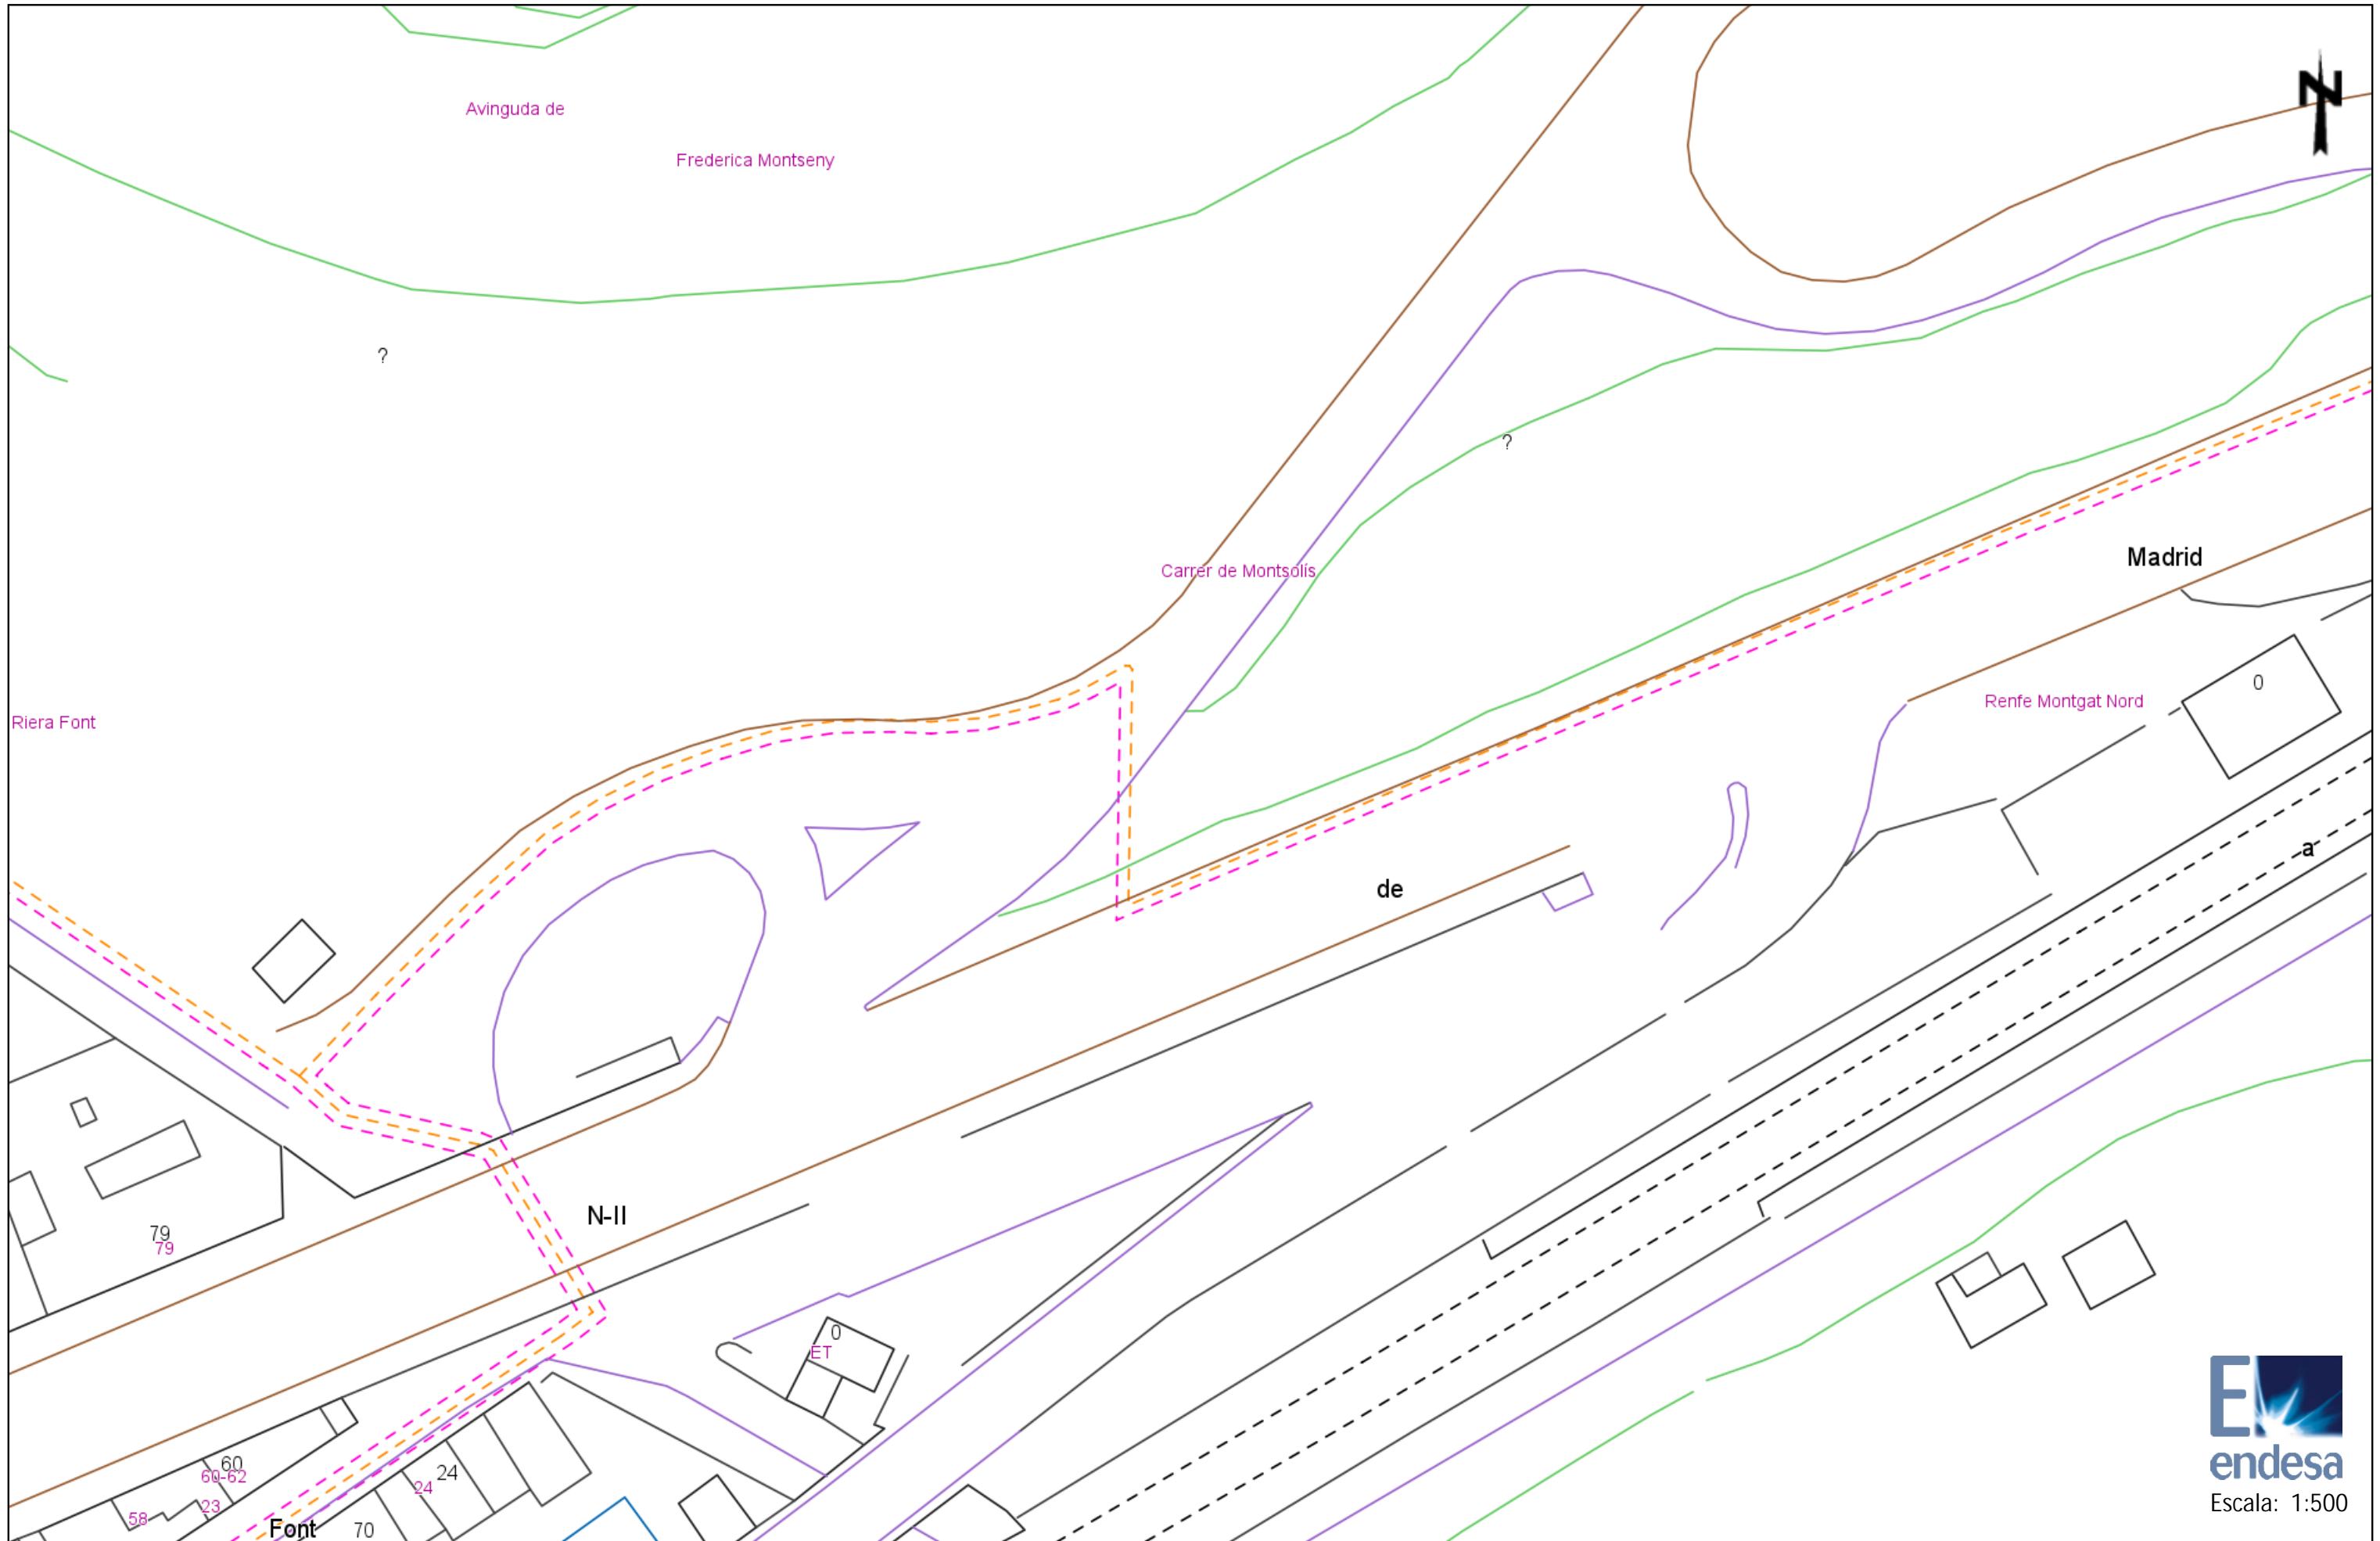 Avinguda de
N
Frederica Montseny
?
?
Madrid
Carrer de Montsolís
0
Renfe Montgat Nord
Riera Font
a
de
N-II
79
79
0
ET
60
60-62
24
24
23
58
Font
70
E
endesa
Escala: 1:500